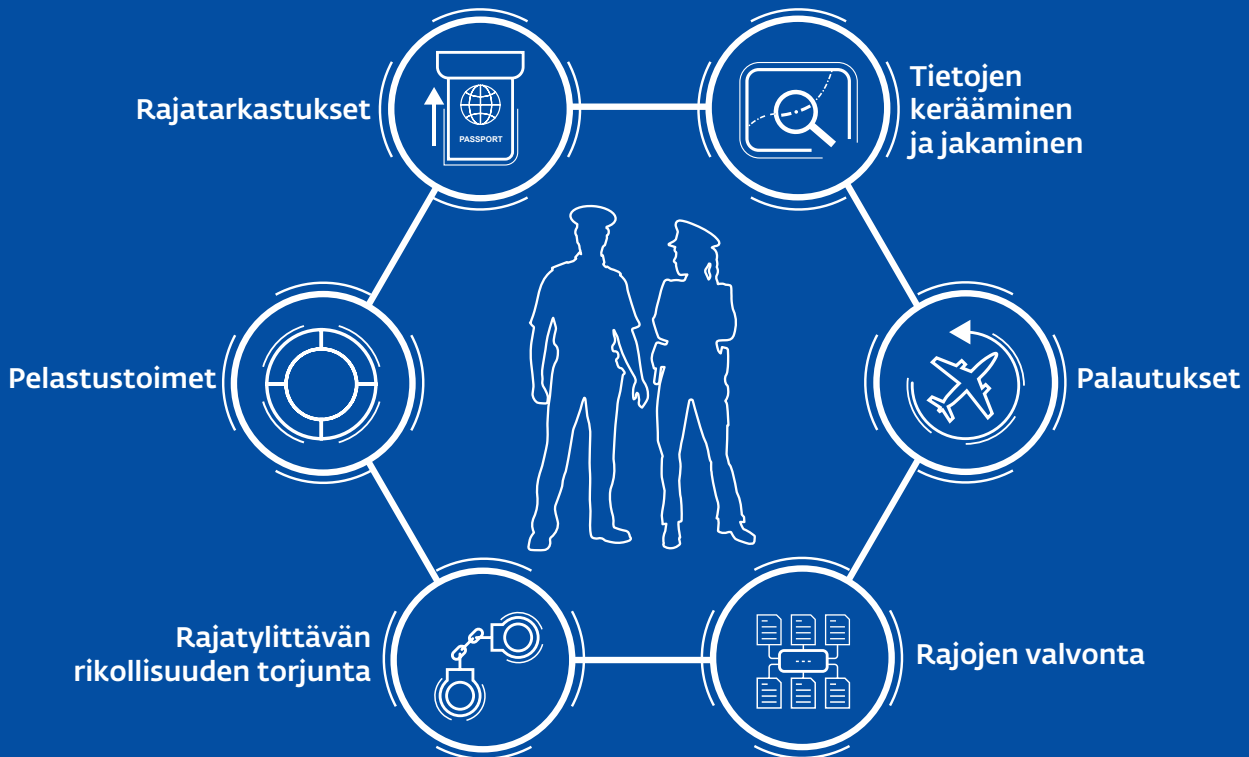 Rajatarkastukset
PASSPORT
Tietojen
kerääminen
ja jakaminen
Pelastustoimet
Palautukset
Rajatylittävän
rikollisuuden torjunta
Rajojen valvonta